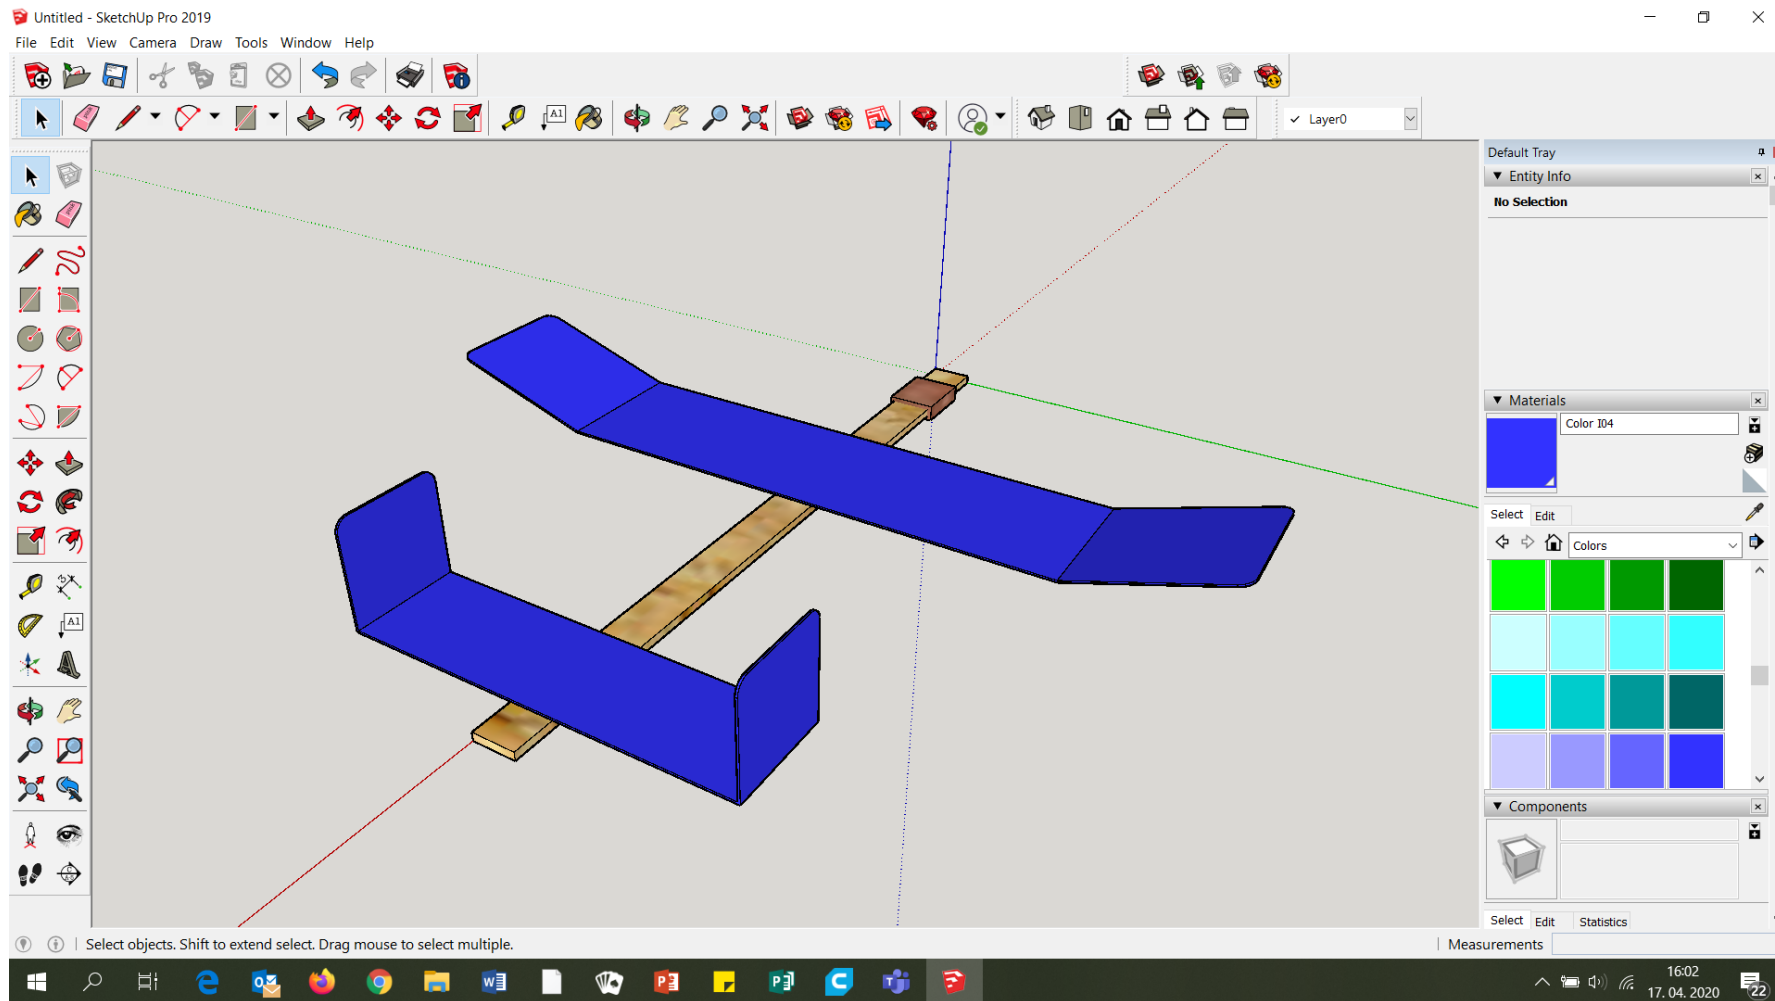 Untitled - SketchUp Pro 2019
File Edit View Camera Draw Tools Window Help
A1
Layer0
Default Tray
Entity Info
No Selection
Materials
Color I04
Select Edit
Colors
A1
Components
Select Edit Statistics
Select objects. Shift to extend select. Drag mouse to select multiple.
Measurements
16:02
17. 04. 2020
22